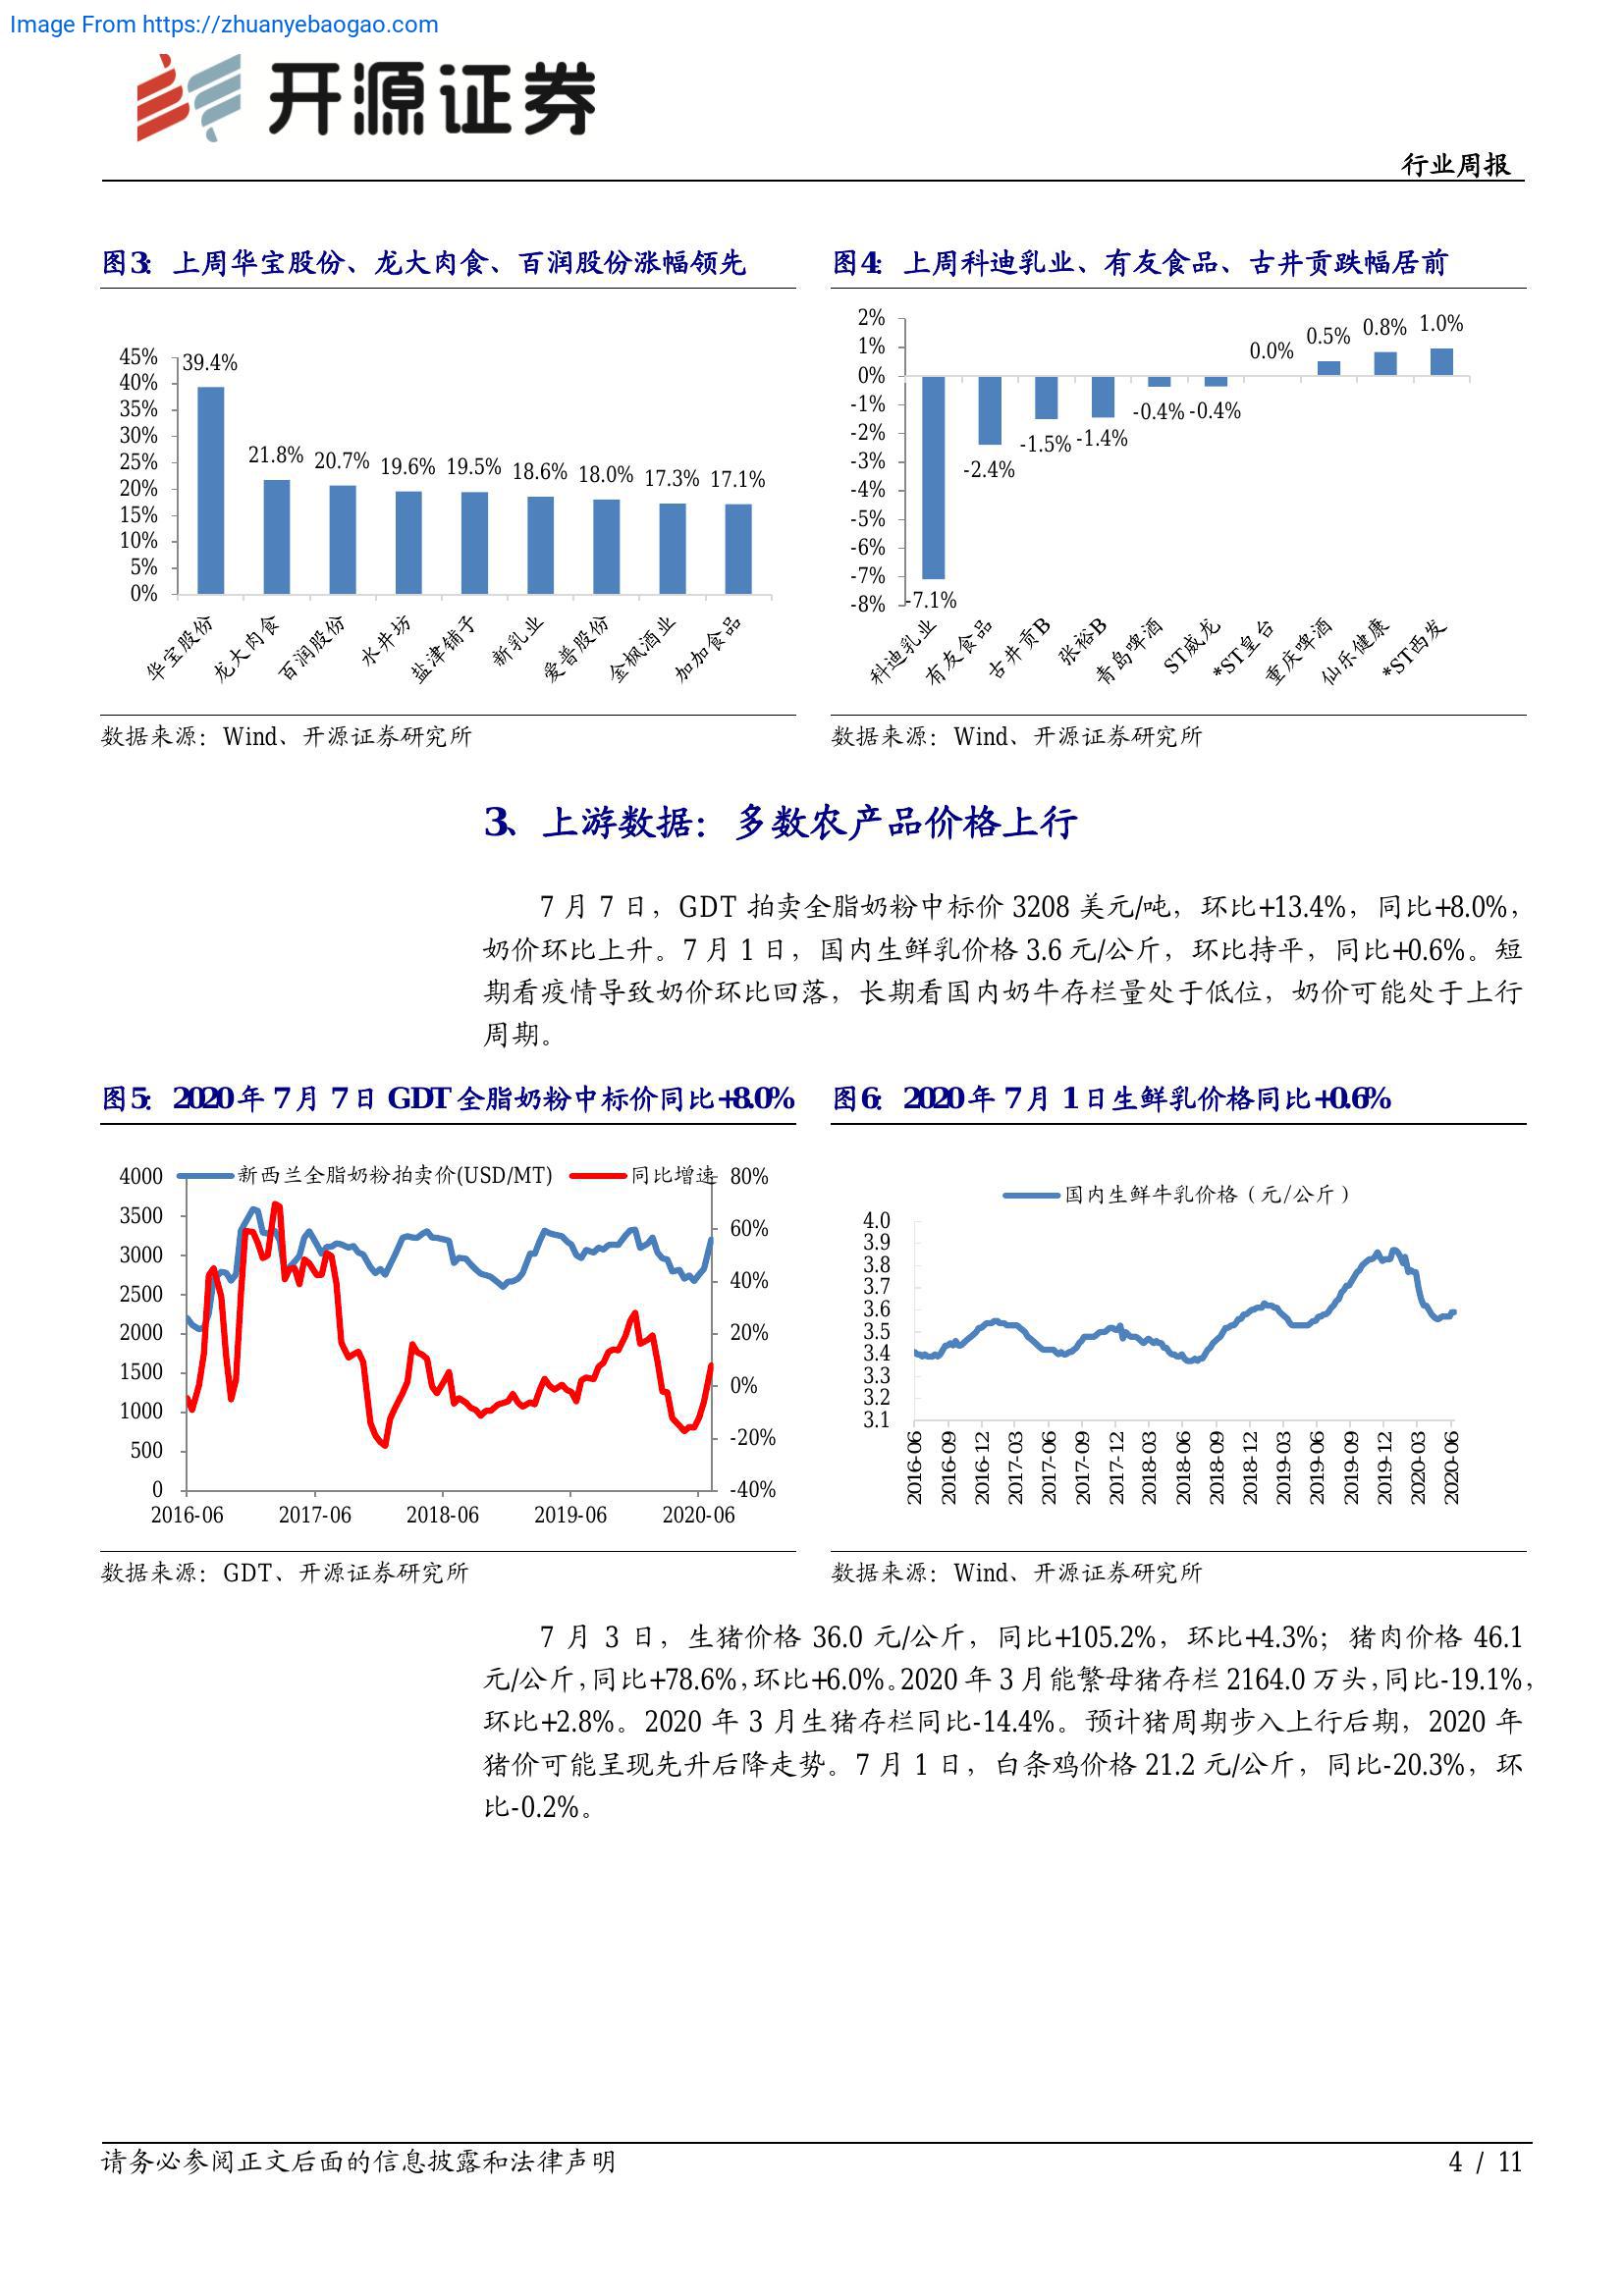 Image From https://zhuanyebaogao.com
开源证券
行业周报
图3：上周华宝股份、龙大肉食、百润股份涨幅领先
45%
40%
35%
30%
25%
20%
15%
10%
5%
0%
39.4%
21.8%
20.7%
19.6%
19.5%
18.6%
18.0%
17.3%
17.1%
华宝股份
龙大肉食
百润股份
水井坊
盐津铺子
新乳业
爱普股份
金枫酒业
加加食品
数据来源：Wind、开源证券研究所
图4：上周科迪乳业、有友食品、古井贡跌幅居前
2%
1%
0%
-1%
-2%
-3%
-4%
-5%
-6%
-7%
-8%
-7.1%
-2.4%
-1.5%
-1.4%
-0.4%
-0.4%
0.0%
0.5%
0.8%
1.0%
科迪乳业
有友食品
古井贡B
张裕B
青岛啤酒
ST威龙
*ST皇台
重庆啤酒
仙乐健康
*ST西发
数据来源：Wind、开源证券研究所
3、上游数据：多数农产品价格上行
7 月 7 日，GDT 拍卖全脂奶粉中标价 3208 美元/吨，环比+13.4%，同比+8.0%，
奶价环比上升。7 月 1 日，国内生鲜乳价格 3.6 元/公斤，环比持平，同比+0.6%。短
期看疫情导致奶价环比回落，长期看国内奶牛存栏量处于低位，奶价可能处于上行
周期。
图5：2020 年 7 月 7 日 GDT 全脂奶粉中标价同比+8.0%
新西兰全脂奶粉拍卖价(USD/MT)
同比增速
4000
3500
3000
2500
2000
1500
1000
500
0
80%
60%
40%
20%
0%
-20%
-40%
2016-06
2017-06
2018-06
2019-06
2020-06
数据来源：GDT、开源证券研究所
图6：2020 年 7 月 1 日生鲜乳价格同比+0.6%
国内生鲜牛乳价格（元/公斤）
4.0
3.9
3.8
3.7
3.6
3.5
3.4
3.3
3.2
3.1
2016-06
2016-09
2016-12
2017-03
2017-06
2017-09
2017-12
2018-03
2018-06
2018-09
2018-12
2019-03
2019-06
2019-09
2019-12
2020-03
2020-06
数据来源：Wind、开源证券研究所
7 月 3 日，生猪价格 36.0 元/公斤，同比+105.2%，环比+4.3%；猪肉价格 46.1
元/公斤，同比+78.6%，环比+6.0%。2020 年 3 月能繁母猪存栏 2164.0 万头，同比-19.1%，
环比+2.8%。2020 年 3 月生猪存栏同比-14.4%。预计猪周期步入上行后期，2020 年
猪价可能呈现先升后降走势。7 月 1 日，白条鸡价格 21.2 元/公斤，同比-20.3%，环
比-0.2%。
请务必参阅正文后面的信息披露和法律声明
4 / 11